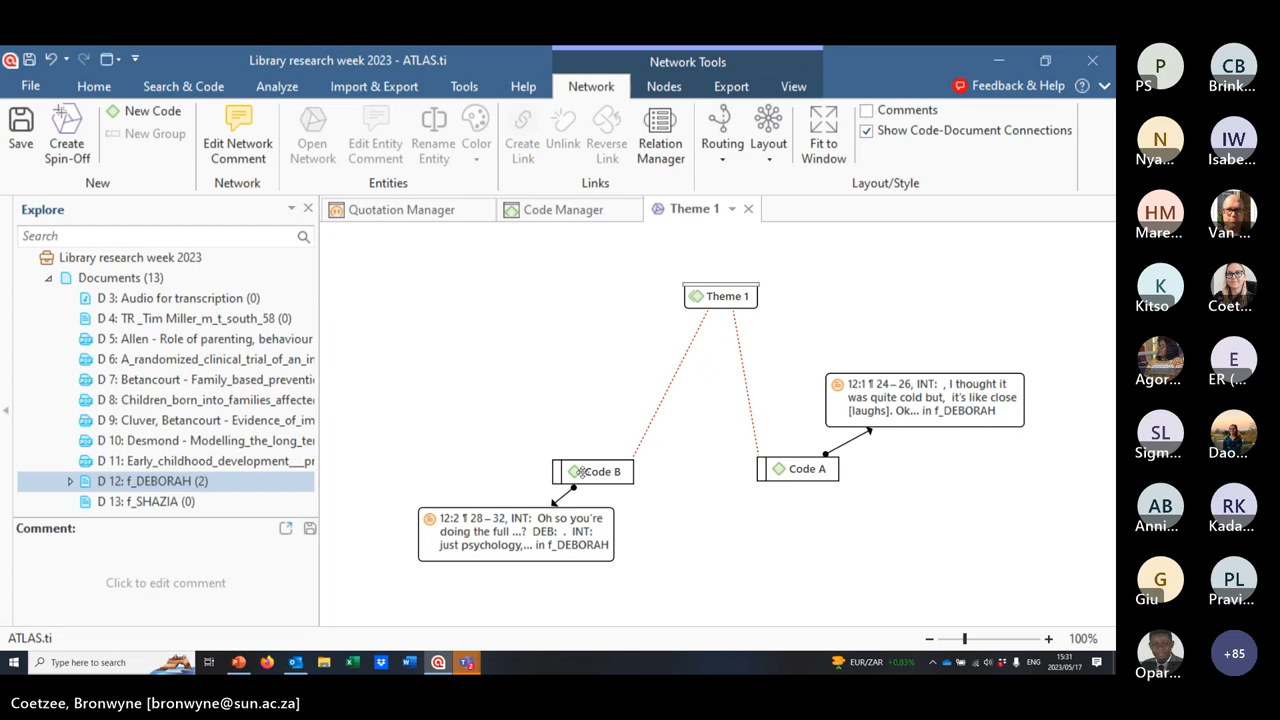 Library research week 2023 - ATLAS.ti
Network Tools
File
Home
Search & Code
Analyze
Import & Export
Tools
Help
Network
Nodes
Export
View
Feedback & Help
Save
Create
Spin-Off
New Code
New Group
New
Edit Network
Comment
Network
Open
Network
Edit Entity
Comment
Rename
Entity
Color
Entities
Create
Link
Unlink
Reverse
Link
Relation
Manager
Links
Routing
Layout
Fit to
Window
Comments
Show Code-Document Connections
Layout/Style
Explore
Search
Library research week 2023
Documents (13)
D 3: Audio for transcription (0)
D 4: TR _Tim Miller_m_t_south_58 (0)
D 5: Allen - Role of parenting, behaviour
D 6: A_randomized_clinical_trial_of_an_in
D 7: Betancourt - Family_based_preventi
D 8: Children_born_into_families_affecte
D 9: Cluver, Betancourt - Evidence_of_im
D 10: Desmond - Modelling_the_long_ter
D 11: Early_childhood_development__pr
D 12: f_DEBORAH (2)
D 13: f_SHAZIA (0)
Comment:
Click to edit comment
Quotation Manager
Code Manager
Theme 1
Theme 1
12:1 ¶ 24 – 26, INT: , I thought it
was quite cold but, it's like close
[laughs]. Ok... in f_DEBORAH
Code B
Code A
12:2 ¶ 28 – 32, INT: Oh so you're
doing the full ...? DEB: . INT:
just psychology,... in f_DEBORAH
ATLAS.ti
100%
Type here to search
EUR/ZAR +0,83%
ENG
15:31
2023/05/17
P
PS
CB
Brink...
N
Nya...
IW
Isabe...
HM
Mare...
Van ...
K
Kitso
Coet...
Agor...
E
ER (...
SL
Sigm...
Dao...
AB
Anni...
RK
Kada...
G
Giu
PL
Pravi...
Opar...
+85
Coetzee, Bronwyne [bronwyne@sun.ac.za]